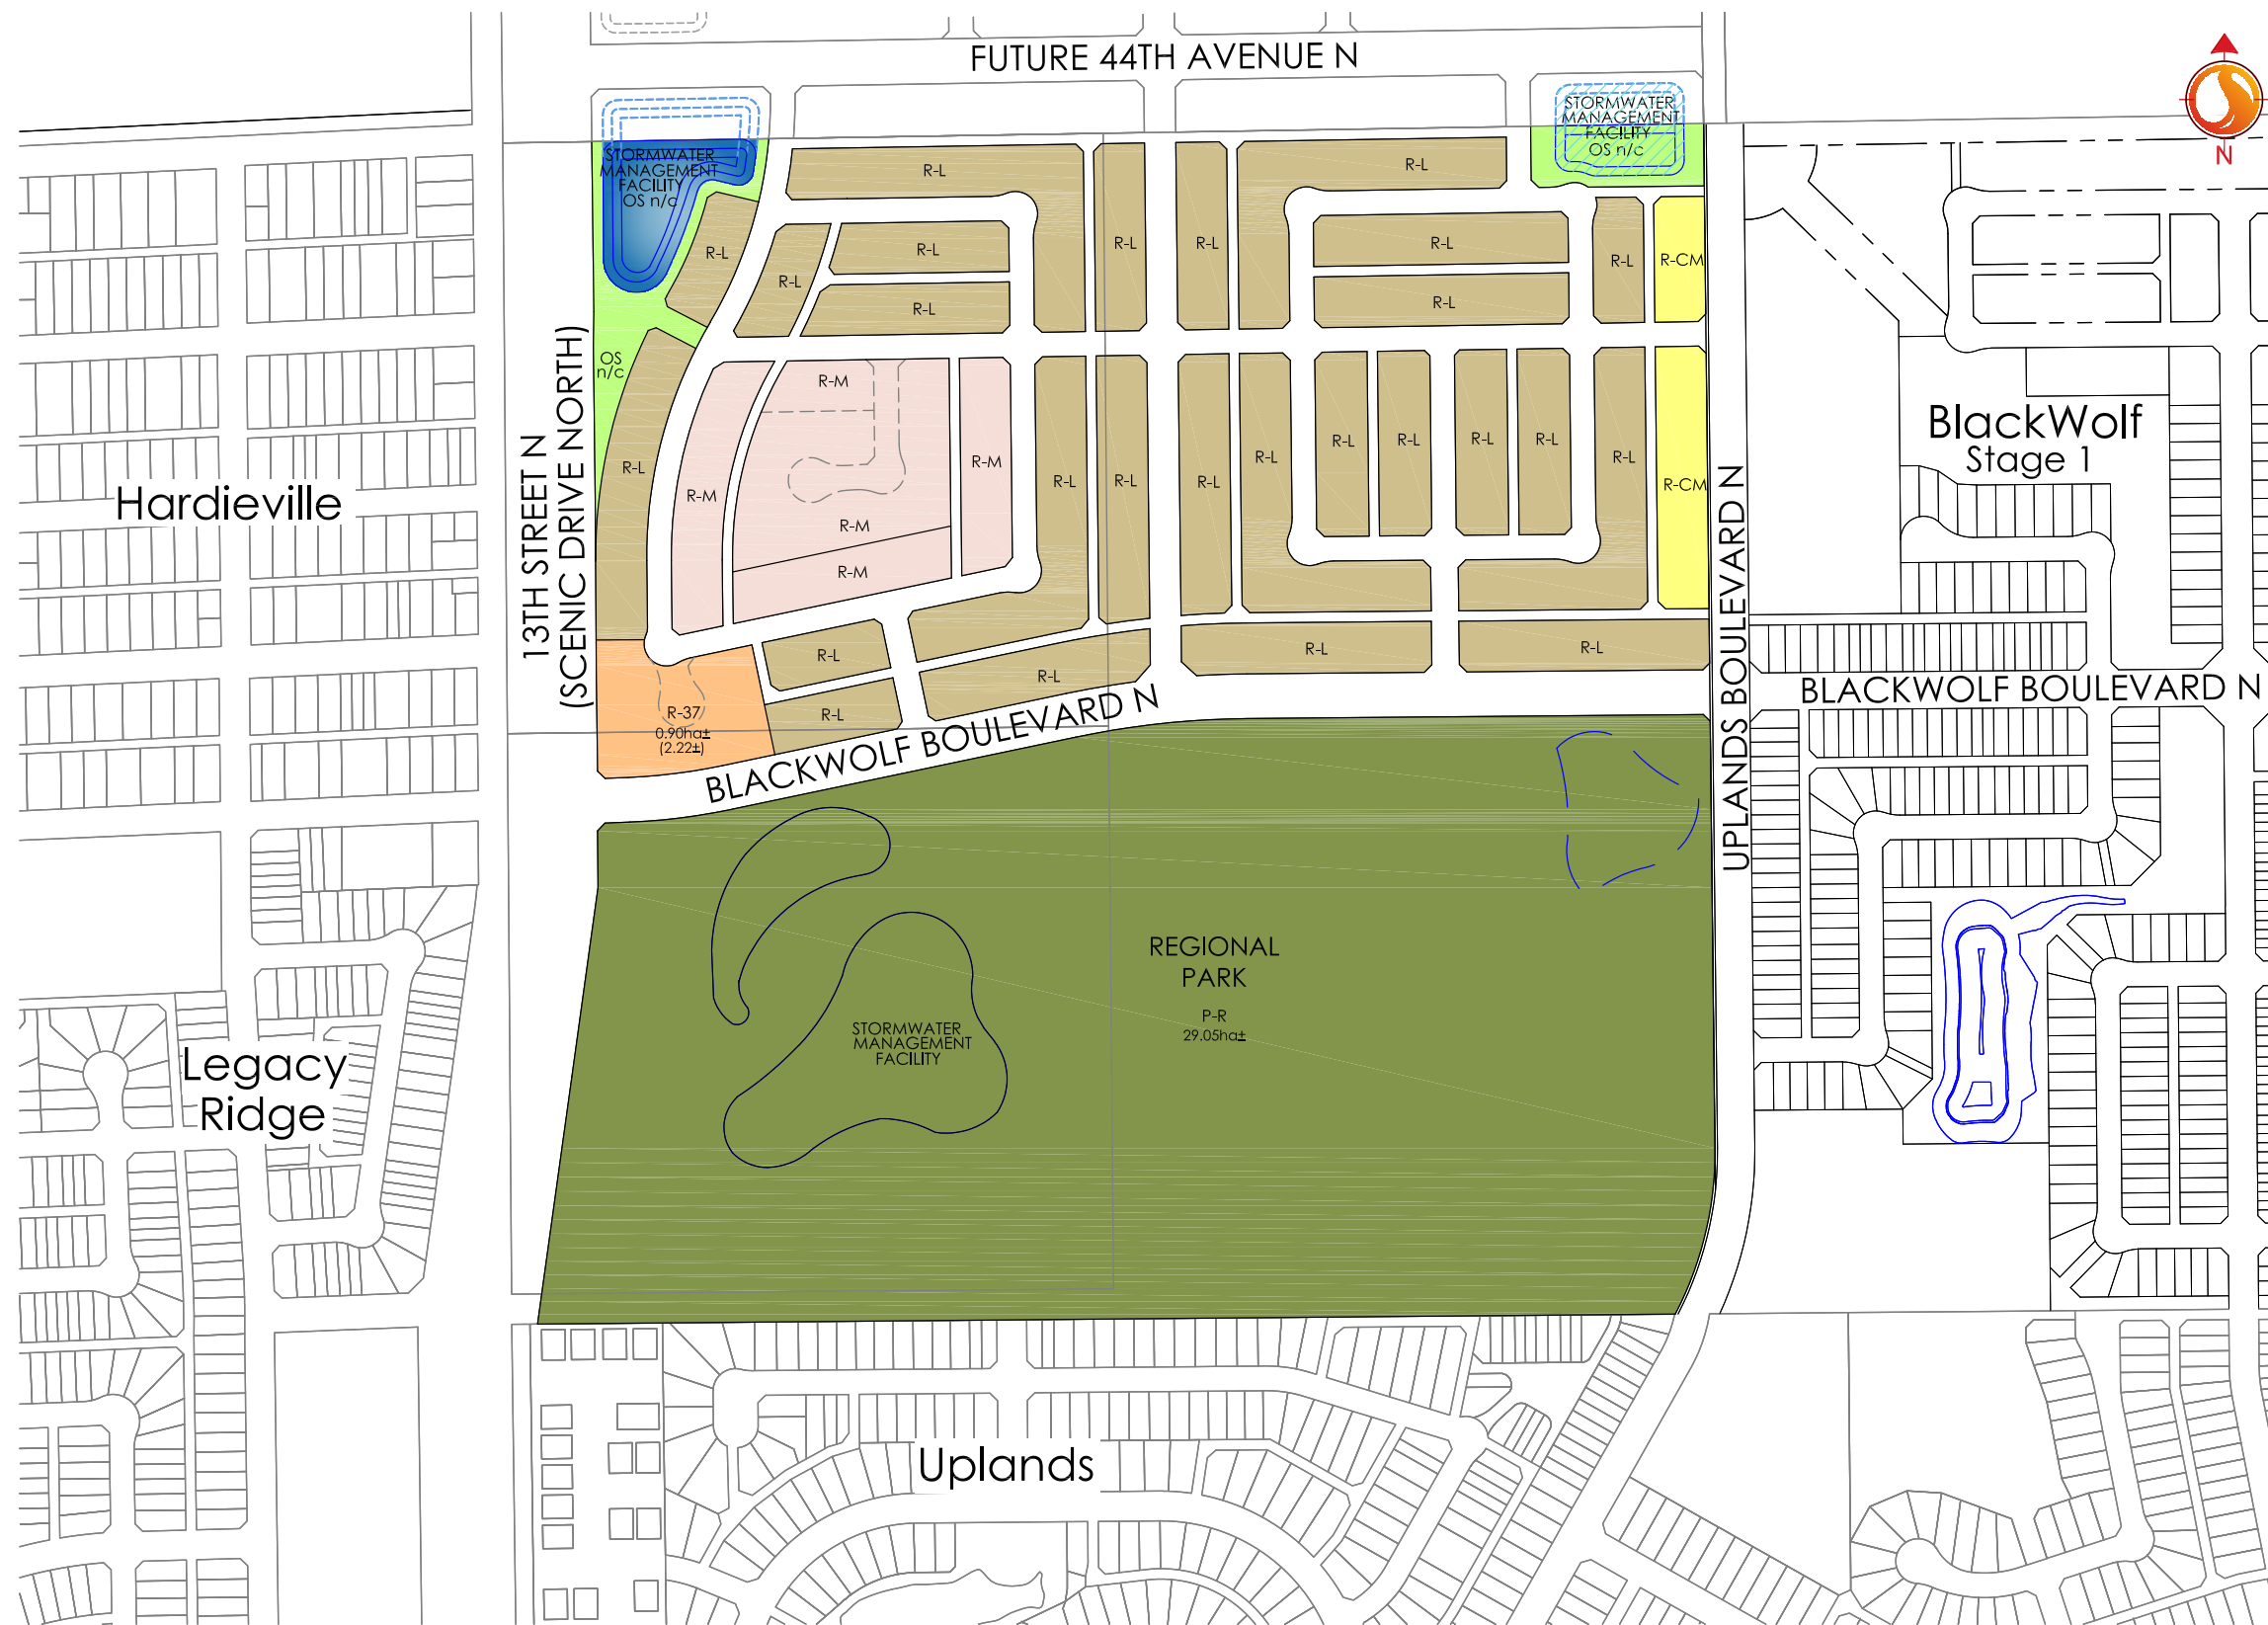 FUTURE 44TH AVENUE N
N
STORMWATER
MANAGEMENT
FACILITY
OS n/c
STORMWATER
MANAGEMENT
FACILITY
OS n/c
R-L
R-L
R-L
R-L
R-L
R-L
R-L
R-L
R-L
R-L
R-CM
R-L
R-L
R-L
OS
n/c
13TH STREET N
(SCENIC DRIVE NORTH)
R-M
R-L
R-M
R-M
R-M
R-M
R-L
R-L
R-L
R-L
R-L
R-L
R-L
R-L
R-L
R-CM
UPLANDS BOULEVARD N
BlackWolf
Stage 1
Hardieville
R-L
R-L
R-L
R-L
R-L
R-37
0.90ha±
(2.22±)
BLACKWOLF BOULEVARD N
BLACKWOLF BOULEVARD N
REGIONAL
PARK
P-R
29.05ha±
STORMWATER
MANAGEMENT
FACILITY
Legacy
Ridge
Uplands